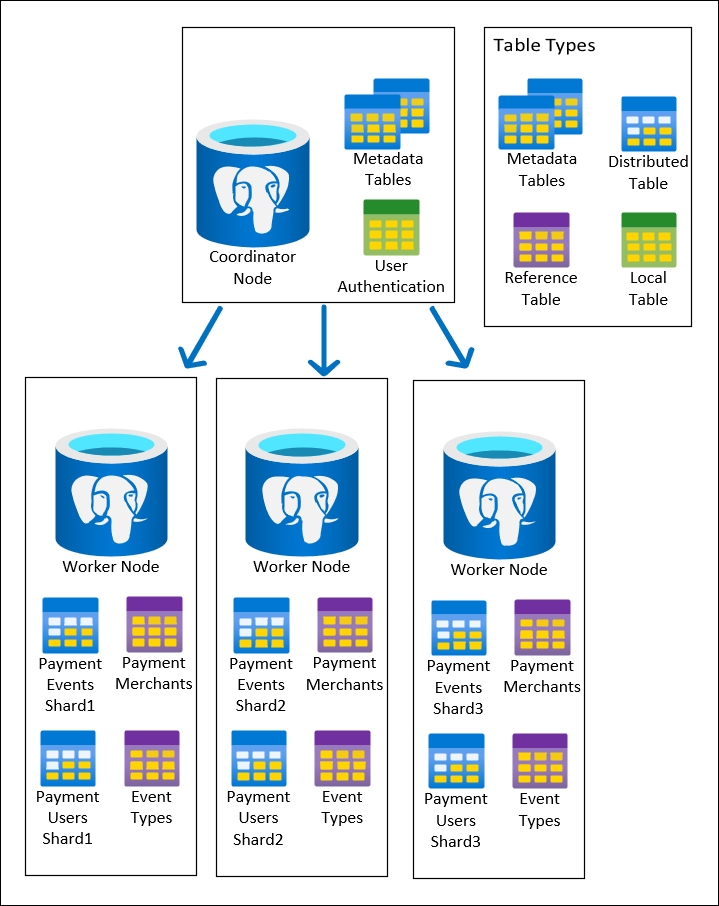 Metadata
Tables
Coordinator
Node
User
Authentication
Table Types
Metadata
Tables
Distributed
Table
Reference
Table
Local
Table
Worker Node
Payment
Events
Shard1
Payment
Merchants
Payment
Users
Shard1
Event
Types
Worker Node
Payment
Events
Shard2
Payment
Merchants
Payment
Users
Shard2
Event
Types
Worker Node
Payment
Events
Shard3
Payment
Merchants
Payment
Users
Shard3
Event
Types